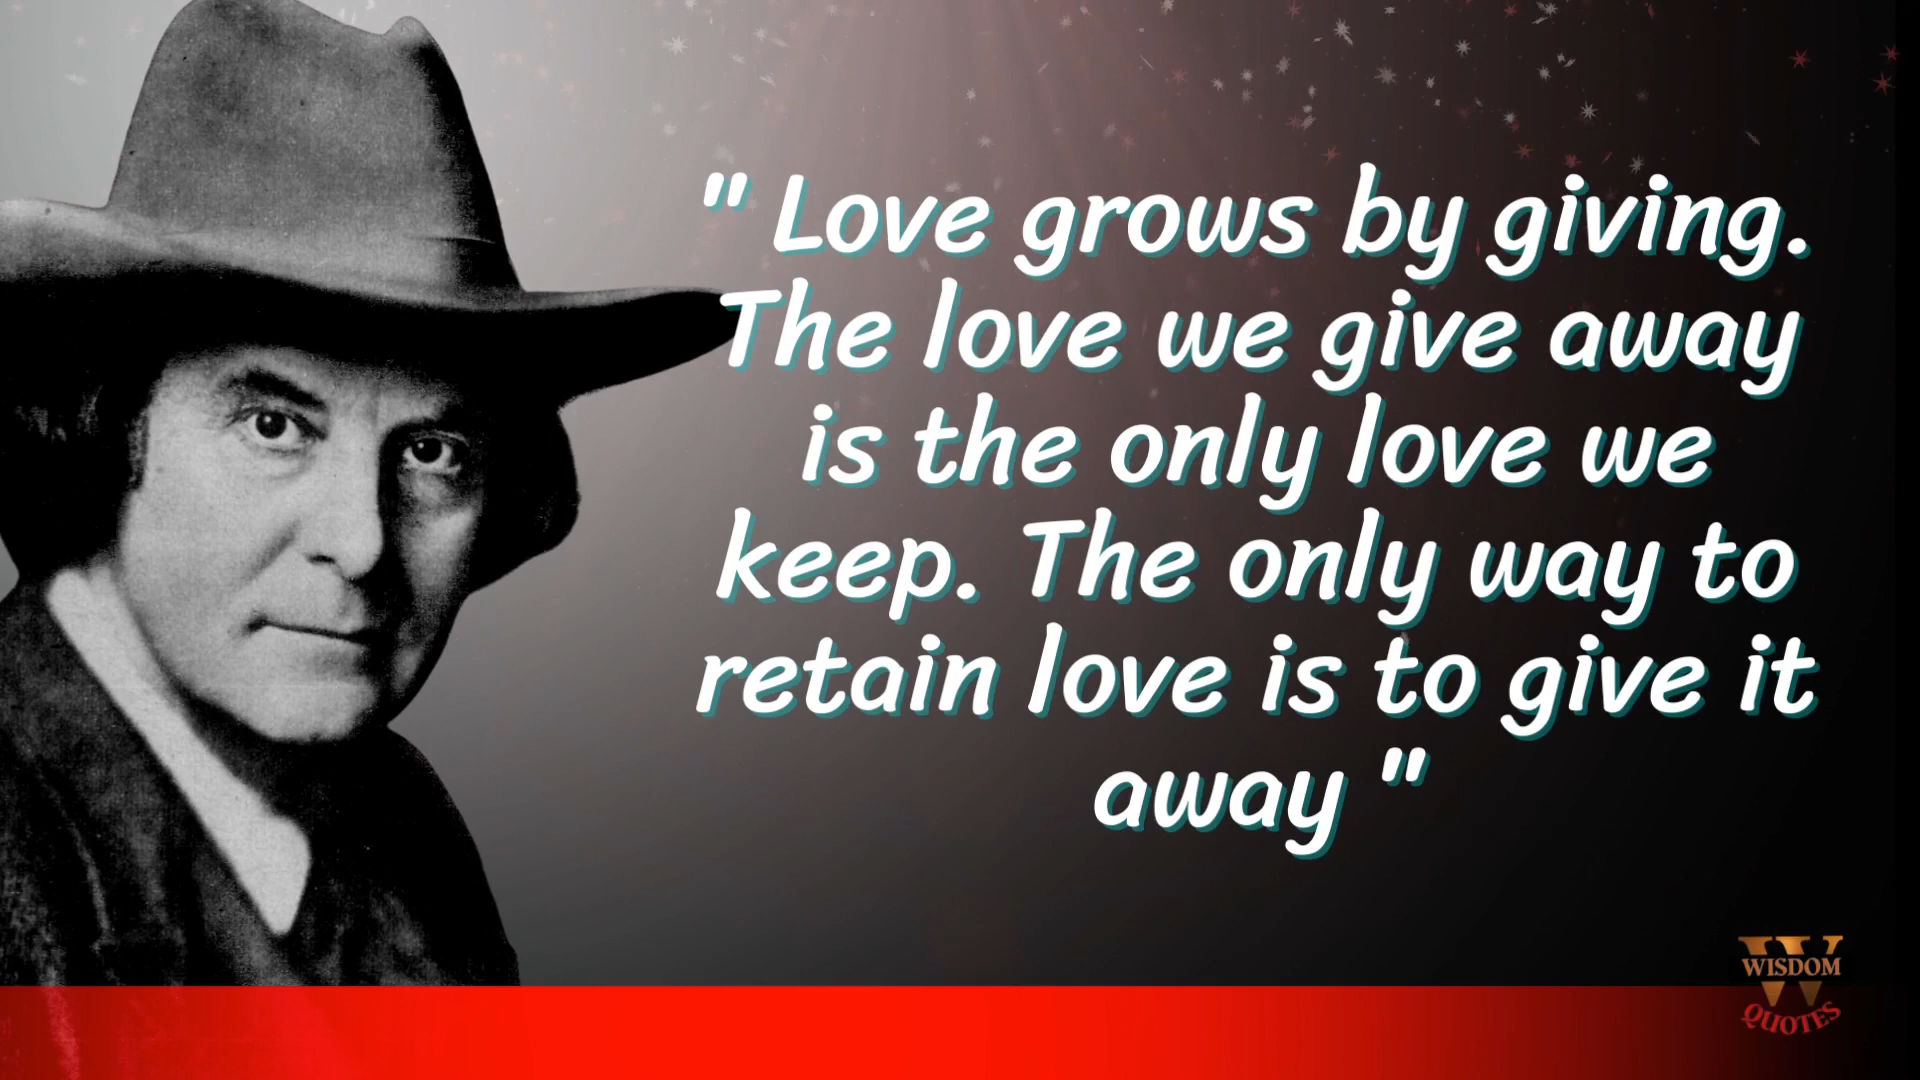 " Love grows by giving.
The love we give away
is the only love we
keep. The only way to
retain love is to give it
away "
W
WISDOM
QUOTES